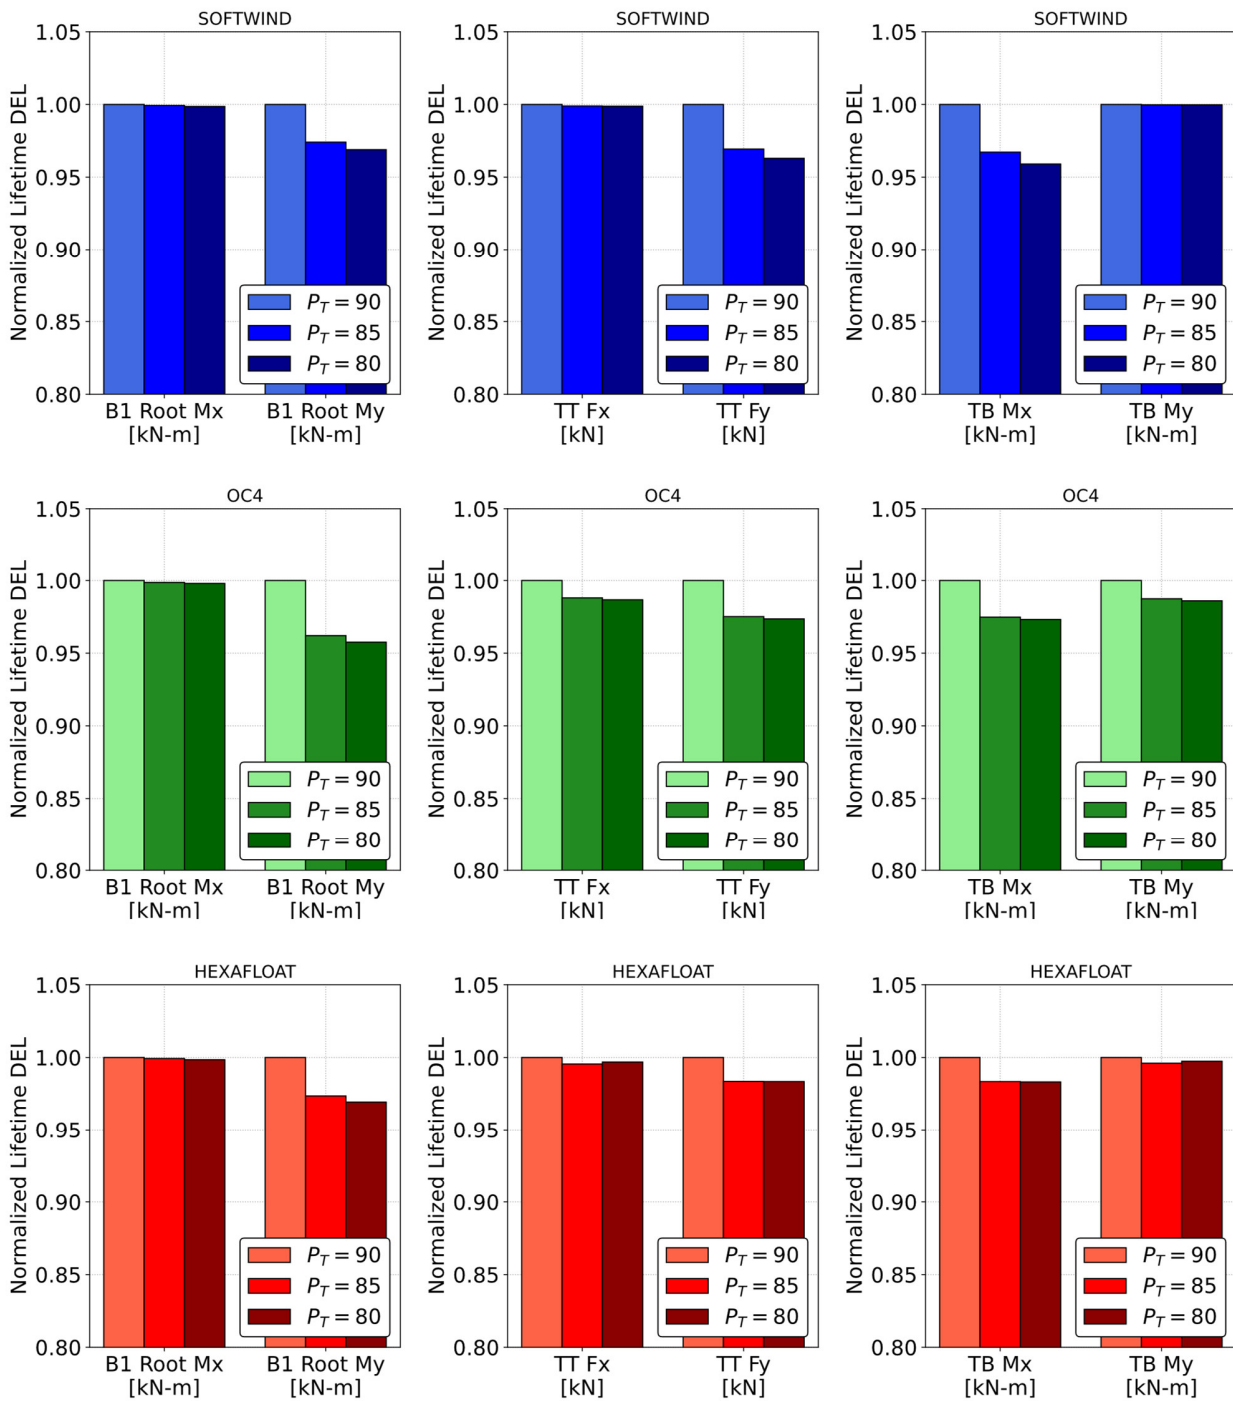 SOFTWIND
Normalized Lifetime DEL
1.05
1.00
0.95
0.90
0.85
0.80
P_T = 90
P_T = 85
P_T = 80
B1 Root Mx
[kN-m]
B1 Root My
[kN-m]
SOFTWIND
Normalized Lifetime DEL
1.05
1.00
0.95
0.90
0.85
0.80
P_T = 90
P_T = 85
P_T = 80
TT Fx
[kN]
TT Fy
[kN]
SOFTWIND
Normalized Lifetime DEL
1.05
1.00
0.95
0.90
0.85
0.80
P_T = 90
P_T = 85
P_T = 80
TB Mx
[kN-m]
TB My
[kN-m]
OC4
Normalized Lifetime DEL
1.05
1.00
0.95
0.90
0.85
0.80
P_T = 90
P_T = 85
P_T = 80
B1 Root Mx
[kN-m]
B1 Root My
[kN-m]
OC4
Normalized Lifetime DEL
1.05
1.00
0.95
0.90
0.85
0.80
P_T = 90
P_T = 85
P_T = 80
TT Fx
[kN]
TT Fy
[kN]
OC4
Normalized Lifetime DEL
1.05
1.00
0.95
0.90
0.85
0.80
P_T = 90
P_T = 85
P_T = 80
TB Mx
[kN-m]
TB My
[kN-m]
HEXAFLOAT
Normalized Lifetime DEL
1.05
1.00
0.95
0.90
0.85
0.80
P_T = 90
P_T = 85
P_T = 80
B1 Root Mx
[kN-m]
B1 Root My
[kN-m]
HEXAFLOAT
Normalized Lifetime DEL
1.05
1.00
0.95
0.90
0.85
0.80
P_T = 90
P_T = 85
P_T = 80
TT Fx
[kN]
TT Fy
[kN]
HEXAFLOAT
Normalized Lifetime DEL
1.05
1.00
0.95
0.90
0.85
0.80
P_T = 90
P_T = 85
P_T = 80
TB Mx
[kN-m]
TB My
[kN-m]